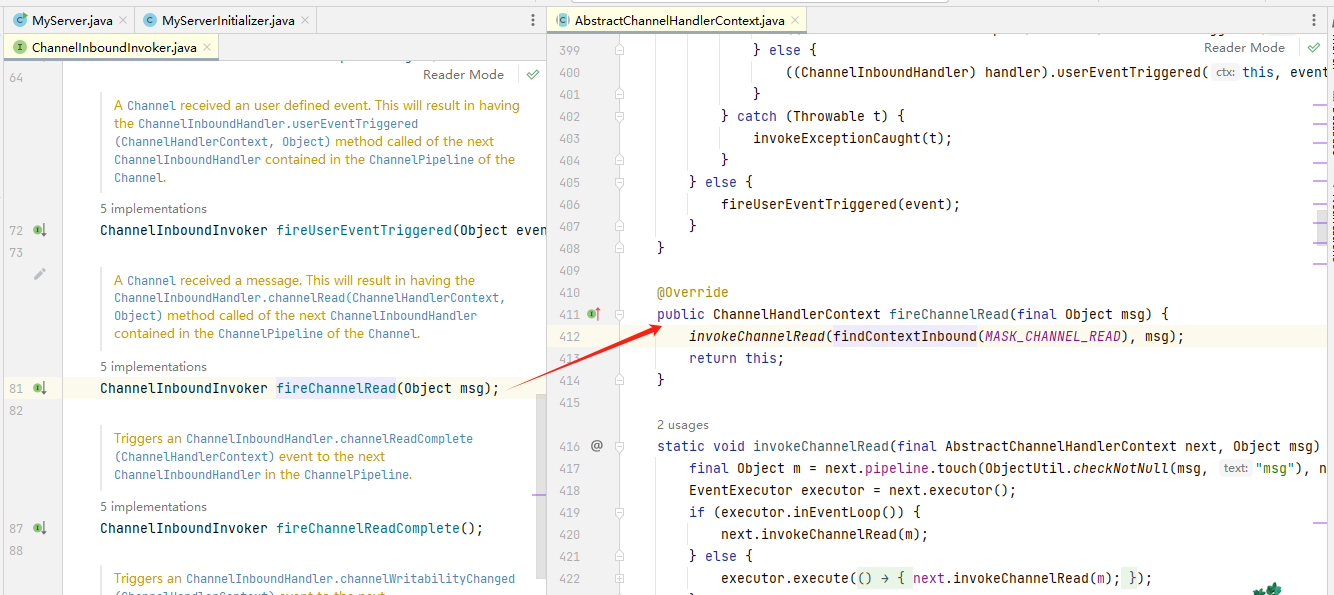 MyServer.java
MyServerInitializer.java
ChannelInboundInvoker.java
64
Reader Mode
A Channel received an user defined event. This will result in having
the ChannelInboundHandler.userEventTriggered
(ChannelHandlerContext, Object) method called of the next
ChannelInboundHandler contained in the ChannelPipeline of the
Channel.
5 implementations
72 ChannelInboundInvoker fireUserEventTriggered(Object even
73
A Channel received a message. This will result in having the
ChannelInboundHandler.channelRead(ChannelHandlerContext,
Object) method called of the next ChannelInboundHandler
contained in the ChannelPipeline of the Channel.
5 implementations
81 ChannelInboundInvoker fireChannelRead(Object msg);
82
Triggers an ChannelInboundHandler.channelReadComplete
(ChannelHandlerContext) event to the next
ChannelInboundHandler in the ChannelPipeline.
5 implementations
87 ChannelInboundInvoker fireChannelReadComplete();
88
Triggers an ChannelInboundHandler.channelWritabilityChanged
AbstractChannelHandlerContext.java
Reader Mode
399 } else {
400 ((ChannelInboundHandler) handler).userEventTriggered( ctx: this, event
401 }
402 } catch (Throwable t) {
403 invokeExceptionCaught(t);
404 }
405 } else {
406 fireUserEventTriggered(event);
407 }
408 }
409
410 @Override
411 public ChannelHandlerContext fireChannelRead(final Object msg) {
412 invokeChannelRead(findContextInbound(MASK_CHANNEL_READ), msg);
413 return this;
414 }
415
2 usages
416 @ static void invokeChannelRead(final AbstractChannelHandlerContext next, Object msg)
417 final Object m = next.pipeline.touch(ObjectUtil.checkNotNull(msg, text: "msg"), n
418 EventExecutor executor = next.executor();
419 if (executor.inEventLoop()) {
420 next.invokeChannelRead(m);
421 } else {
422 executor.execute(() → { next.invokeChannelRead(m); });